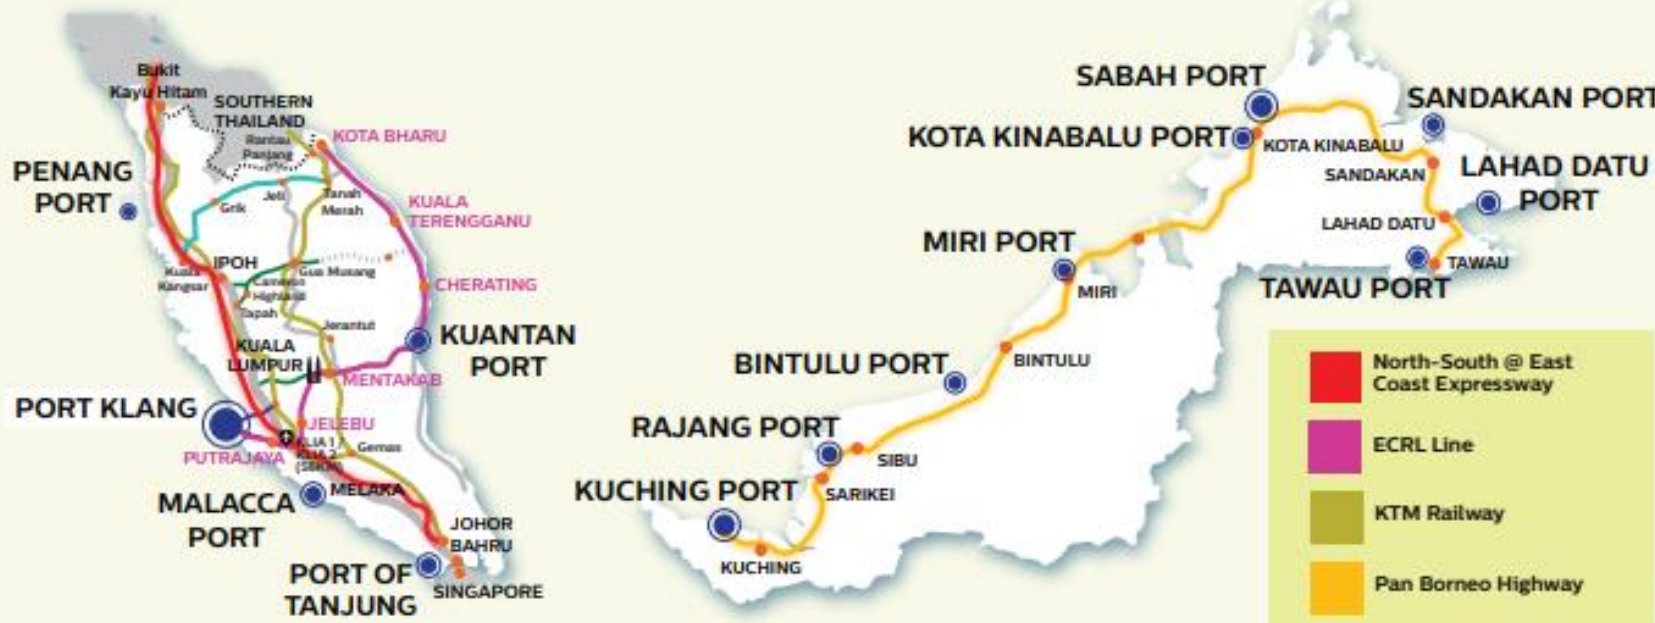 Bukit
Kayu Hitam
SOUTHERN
THAILAND
Rantau
Panjang
KOTA BHARU
PENANG
PORT
Jeli
Tanah
Merah
Grik
KUALA
TERENGGANU
IPOH
Kuala
Kangsar
Gua Musang
Cameron
Highland
Tapah
CHERATING
Jerantut
KUALA
LUMPUR
KUANTAN
PORT
MENTAKAB
PORT KLANG
JELEBU
PUTRAJAYA
KLIA 1 /
KLIA 2
Gemas
MALACCA
PORT
MELAKA
JOHOR
BAHRU
PORT OF
TANJUNG
SINGAPORE
SABAH PORT
SANDAKAN PORT
KOTA KINABALU PORT
KOTA KINABALU
SANDAKAN
LAHAD DATU
PORT
LAHAD DATU
MIRI PORT
TAWAU
TAWAU PORT
MIRI
BINTULU PORT
BINTULU
RAJANG PORT
SIBU
KUCHING PORT
SARIKEI
KUCHING
North-South @ East
Coast Expressway
ECRL Line
KTM Railway
Pan Borneo Highway